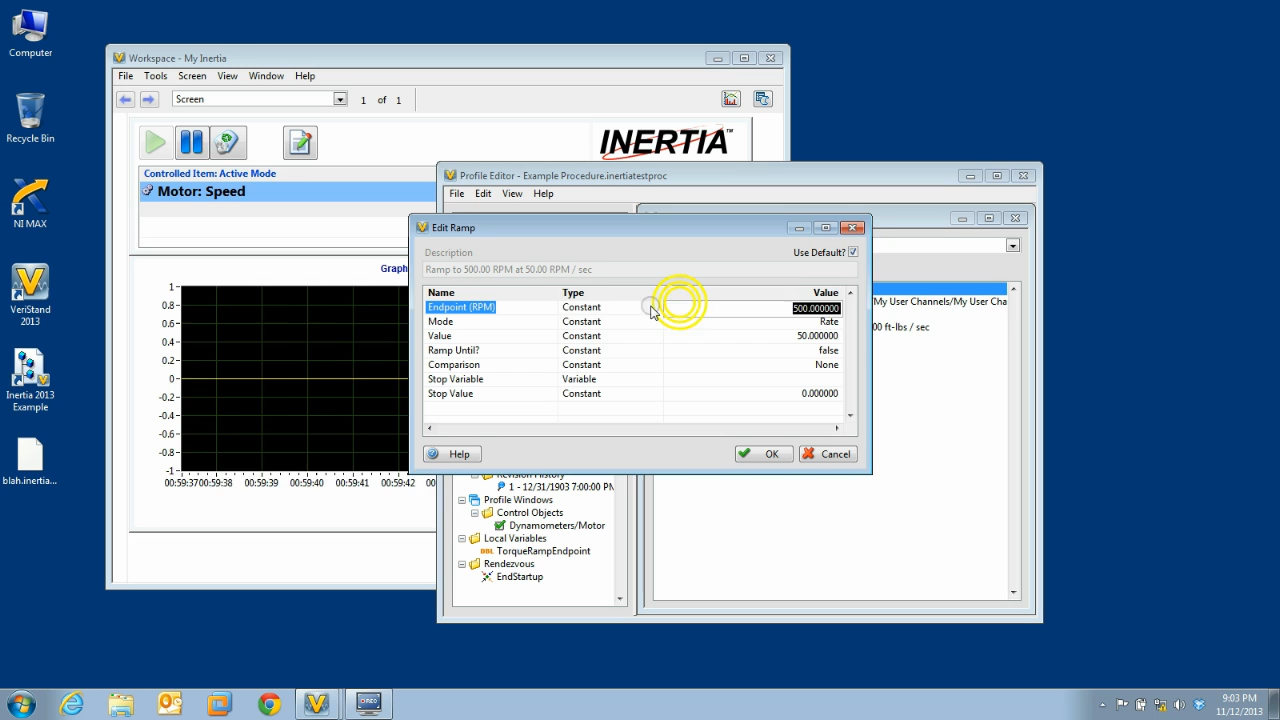 Computer
Recycle Bin
NI MAX
VeriStand
2013
Inertia 2013
Example
blah.inertia...
Workspace - My Inertia
File Tools Screen View Window Help
Screen 1 of 1
INERTIA™
Controlled Item: Active Mode
Motor: Speed
Graph
1
0.8
0.6
0.4
0.2
0
-0.2
-0.4
-0.6
-0.8
-1
00:59:37 00:59:38 00:59:39 00:59:40 00:59:41 00:59:42
Profile Editor - Example Procedure.inertiatestproc
File Edit View Help
/My User Channels/My User Cha
00 ft-lbs / sec
Revision History
1 - 12/31/1903 7:00:00 PM
Profile Windows
Control Objects
Dynamometers/Motor
Local Variables
DBL TorqueRampEndpoint
Rendezvous
EndStartup
Edit Ramp
Description Use Default?
Ramp to 500.00 RPM at 50.00 RPM / sec
Name Type Value
Endpoint (RPM) Constant 500.000000
Mode Constant Rate
Value Constant 50.000000
Ramp Until? Constant false
Comparison Constant None
Stop Variable Variable
Stop Value Constant 0.000000
Help OK Cancel
9:03 PM
11/12/2013